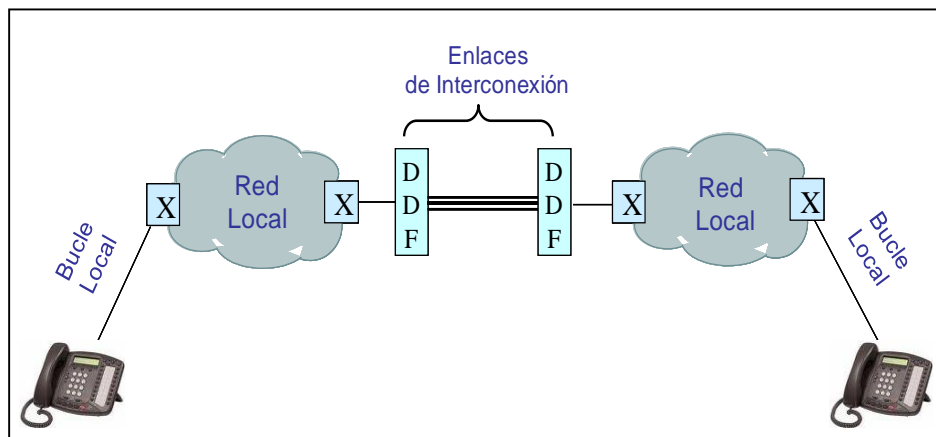 Enlaces
de Interconexión
D
D
F
D
D
F
X
Red
Local
X
X
Red
Local
X
Bucle
Local
Bucle
Local